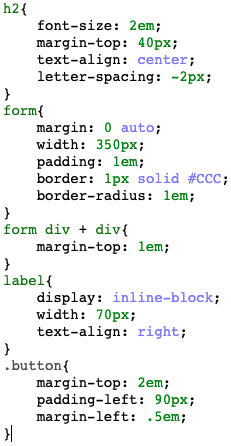 h2{
    font-size: 2em;
    margin-top: 40px;
    text-align: center;
    letter-spacing: -2px;
}
form{
    margin: 0 auto;
    width: 350px;
    padding: 1em;
    border: 1px solid #CCC;
    border-radius: 1em;
}
form div + div{
    margin-top: 1em;
}
label{
    display: inline-block;
    width: 70px;
    text-align: right;
}
.button{
    margin-top: 2em;
    padding-left: 90px;
    margin-left: .5em;
}